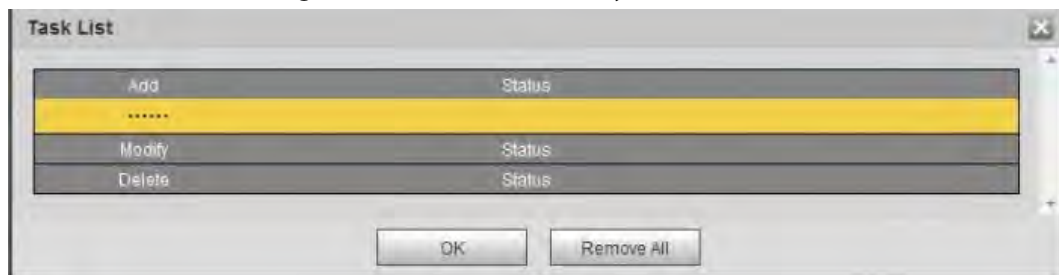 Task List
Add Status
......
Modify Status
Delete Status
OK Remove All